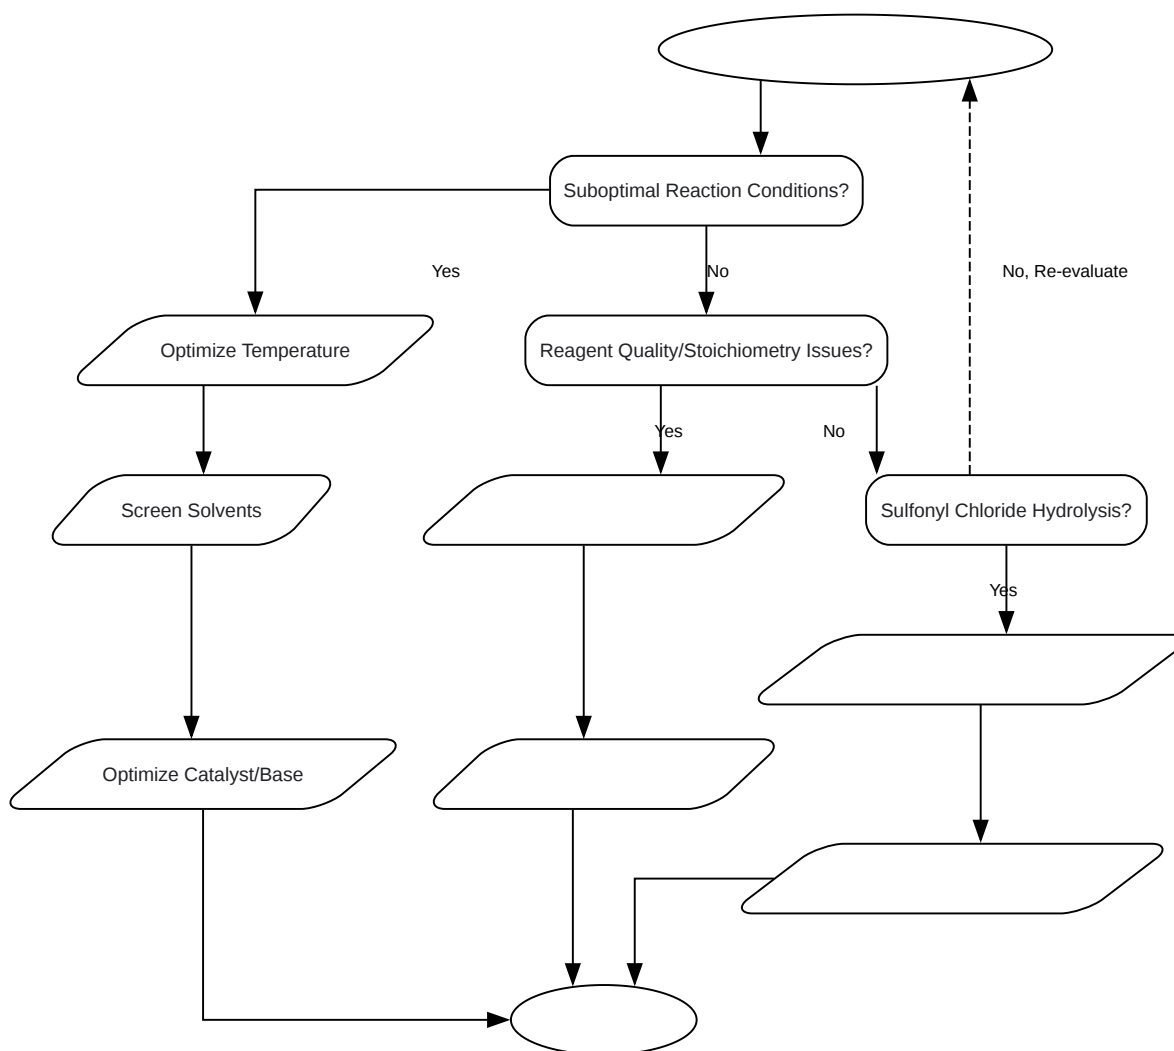 Suboptimal Reaction Conditions?
Yes
No
No, Re-evaluate
Optimize Temperature
Reagent Quality/Stoichiometry Issues?
Yes
No
Screen Solvents
Sulfonyl Chloride Hydrolysis?
Yes
Optimize Catalyst/Base